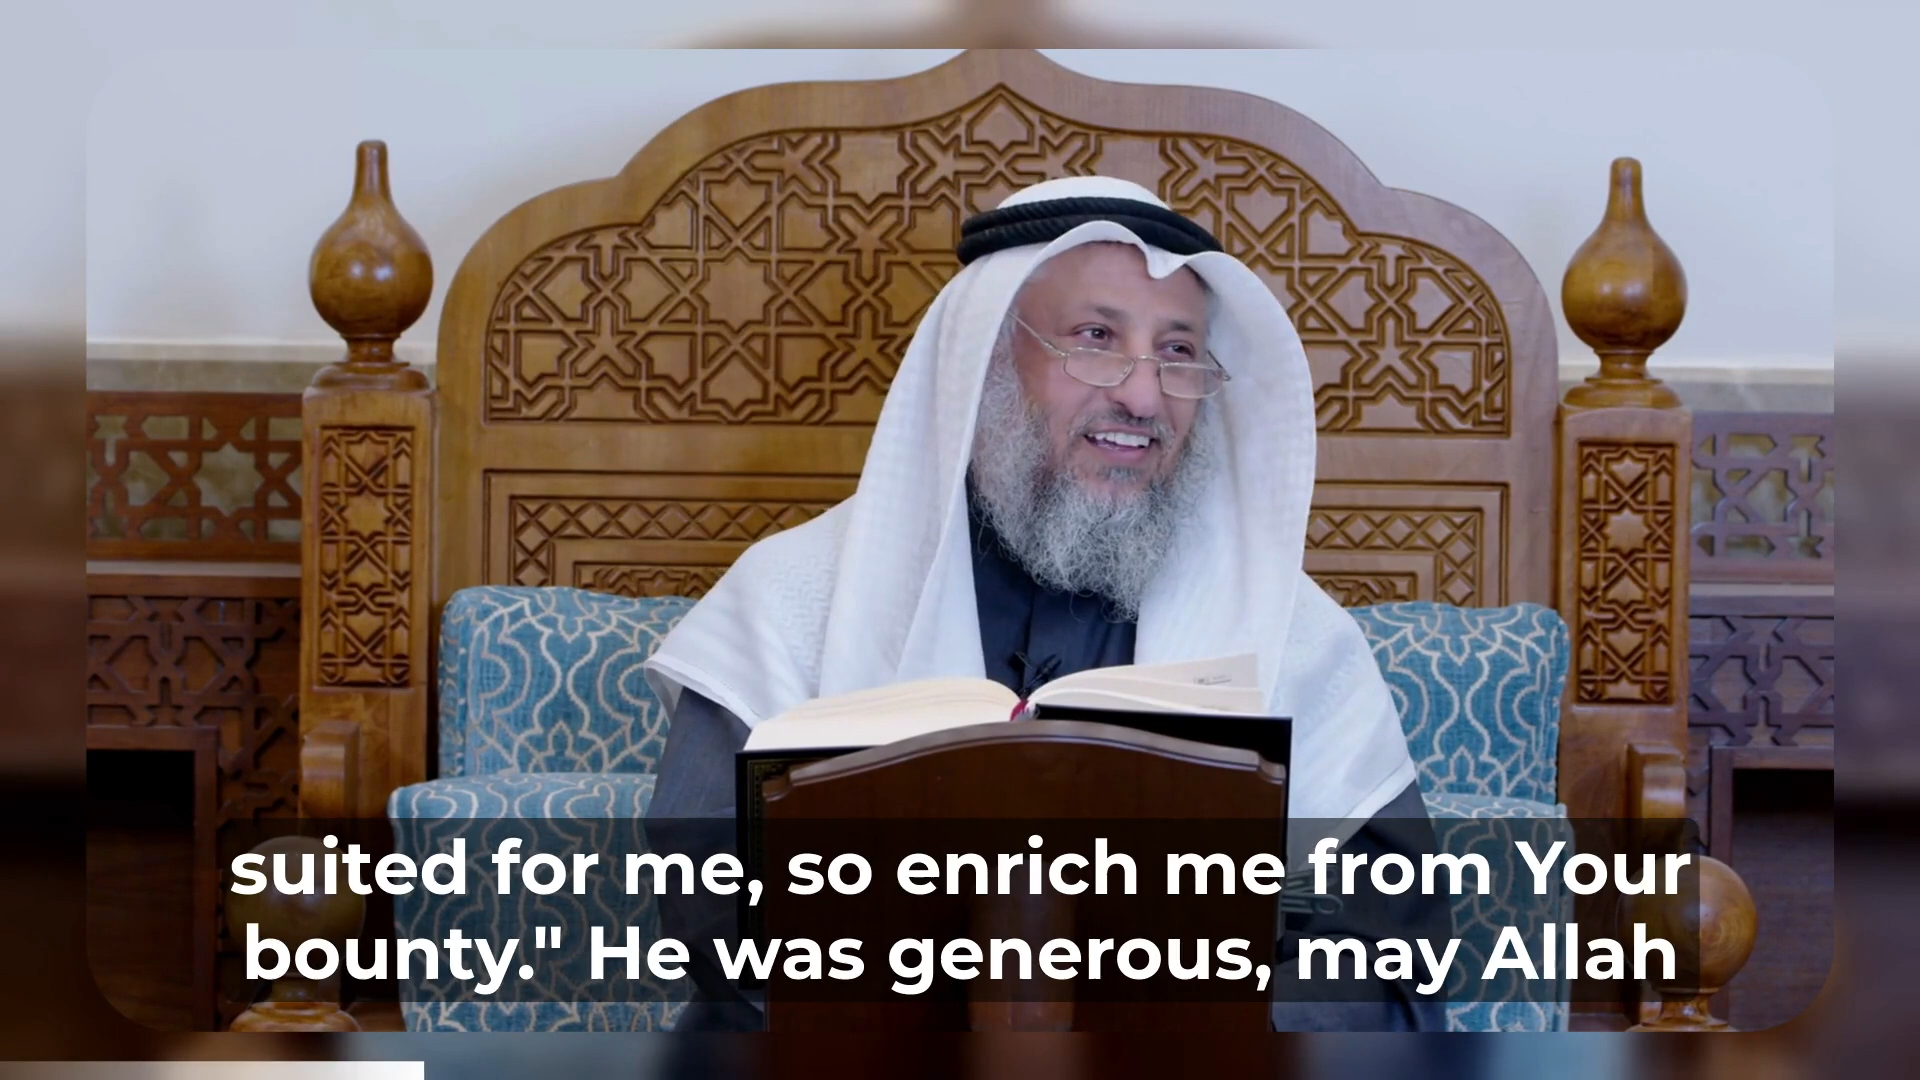 suited for me, so enrich me from Your
bounty." He was generous, may Allah